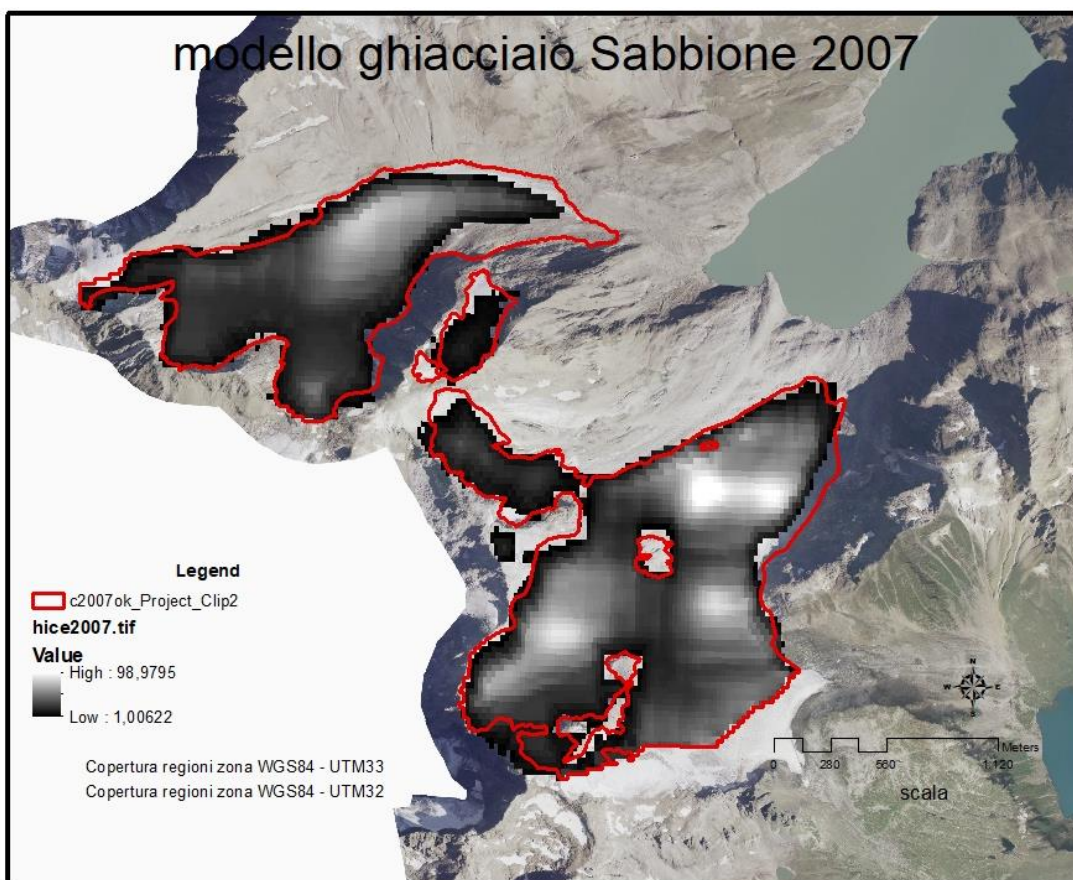 modello ghiacciaio Sabbione 2007
Legend
c2007ok_Project_Clip2
hice2007.tif
Value
High : 98,9795
Low : 1,00622
Copertura regioni zona WGS84 - UTM33
Copertura regioni zona WGS84 - UTM32
N
W E
S
Meters
0 280 560 1.120
scala